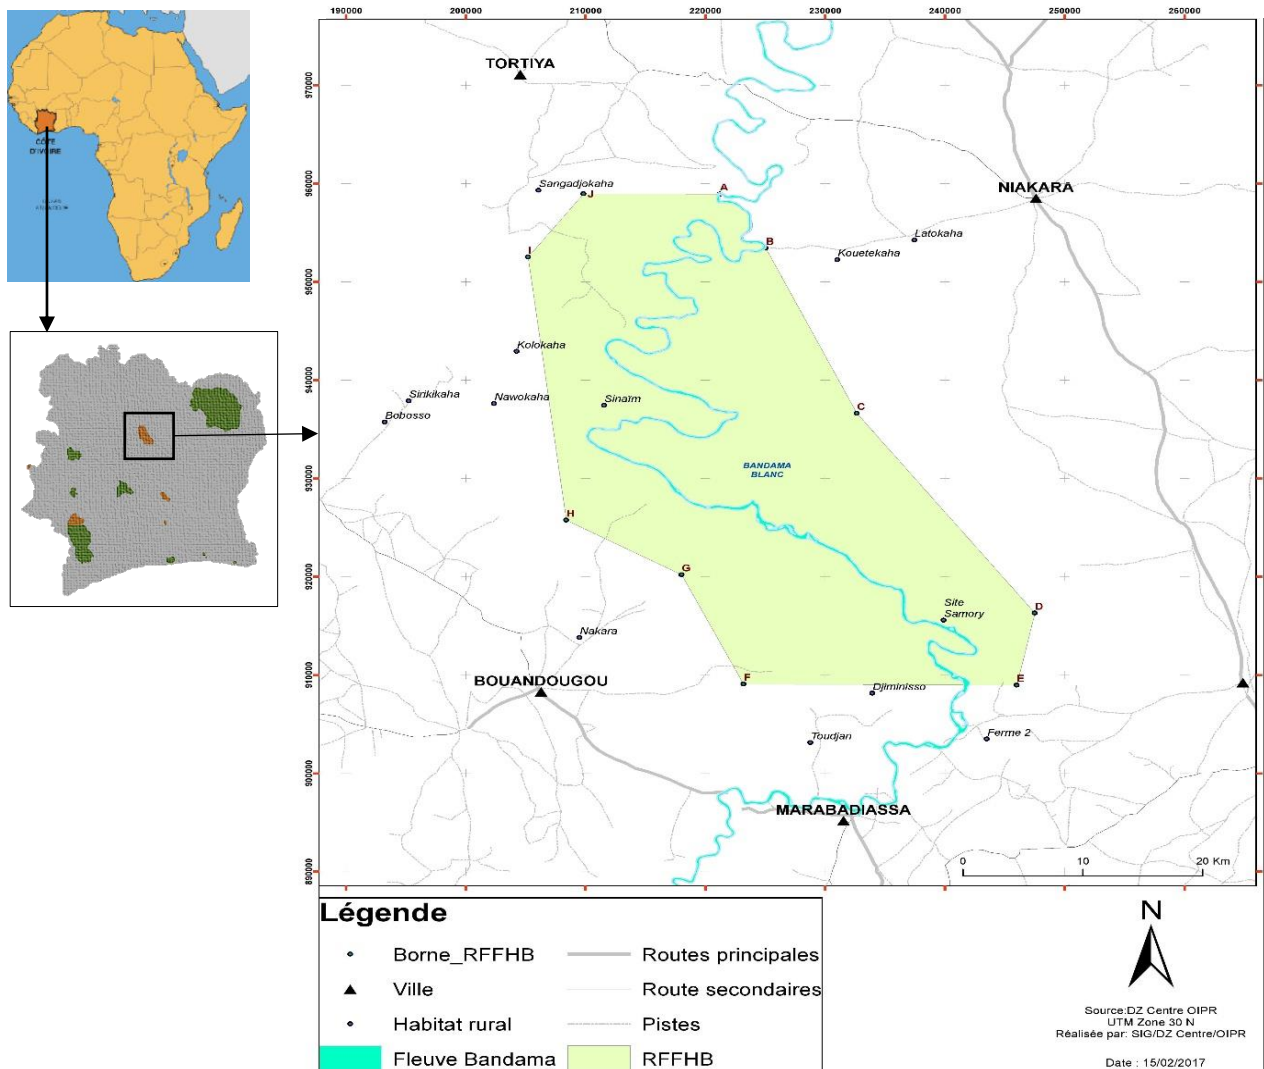 CÔTE
D'IVOIRE
190000 200000 210000 220000 230000 240000 250000 260000
970000
960000
950000
940000
930000
920000
910000
900000
890000
TORTIYA
Sangadjokaha
J
A
NIAKARA
I
B
Latokaha
Kouetekaha
Kolokaha
Sirikikaha
Nawokaha
Sinaïm
C
Bobosso
BANDAMA
BLANC
H
G
Site
Samory
D
Nakara
BOUANDOUGOU
F
Djiminisso
E
Toudjan
Ferme 2
MARABADIASSA
0 10 20 Km
Légende
Borne_RFFHB
Routes principales
Ville
Route secondaires
Habitat rural
Pistes
Fleuve Bandama
RFFHB
N
Source:DZ Centre OIPR
UTM Zone 30 N
Réalisée par: SIG/DZ Centre/OIPR
Date : 15/02/2017